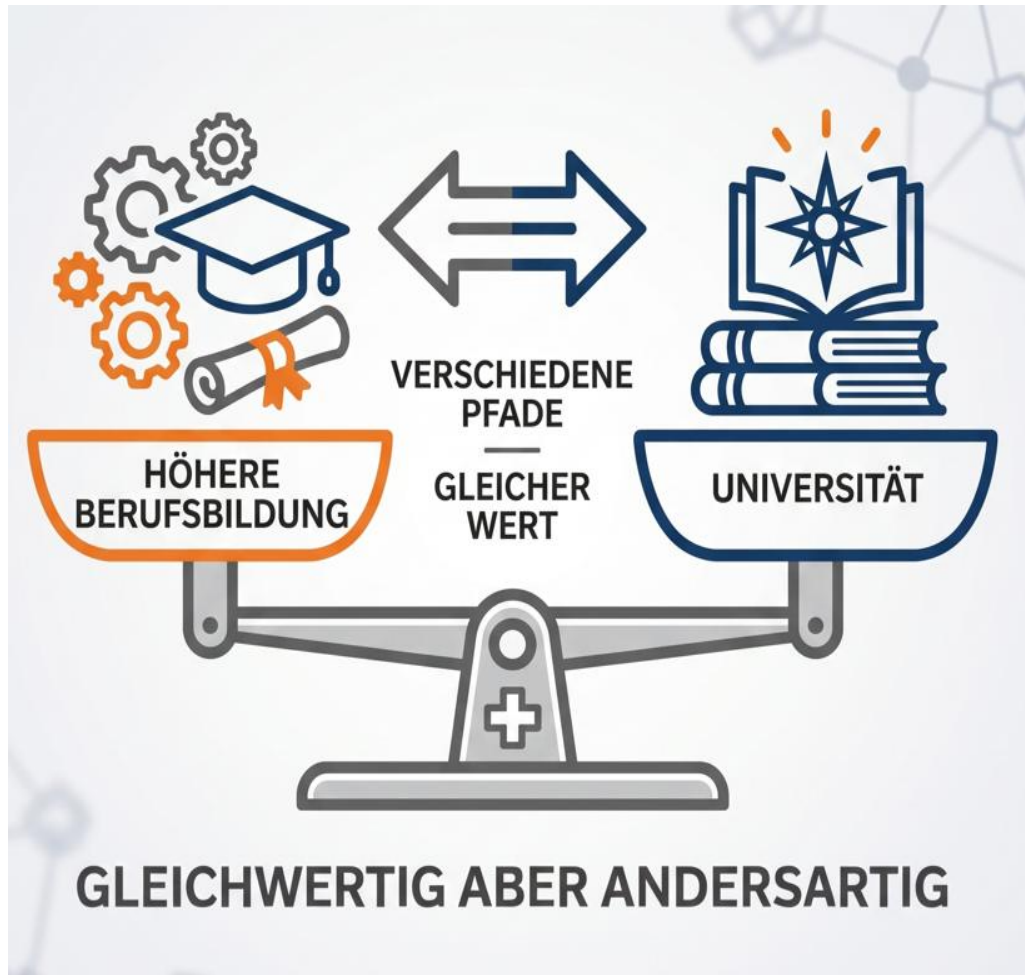 VERSCHIEDENE
PFADE
GLEICHER
WERT
HÖHERE
BERUFSBILDUNG
UNIVERSITÄT
GLEICHWERTIG ABER ANDERSARTIG